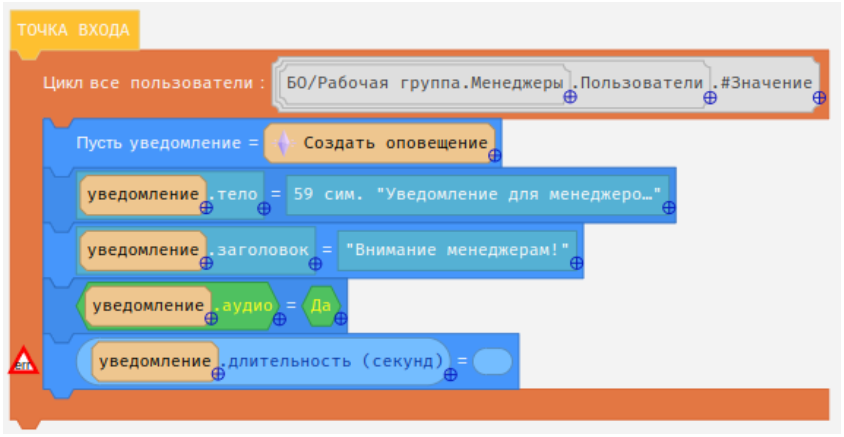 ТОЧКА ВХОДА
Цикл все пользователи : БО/Рабочая группа.Менеджеры .Пользователи .#Значение
Пусть уведомление = Создать оповещение
уведомление .тело = 59 сим. "Уведомление для менеджеро…"
уведомление .заголовок = "Внимание менеджерам!"
уведомление .аудио = Да
err уведомление .длительность (секунд) =